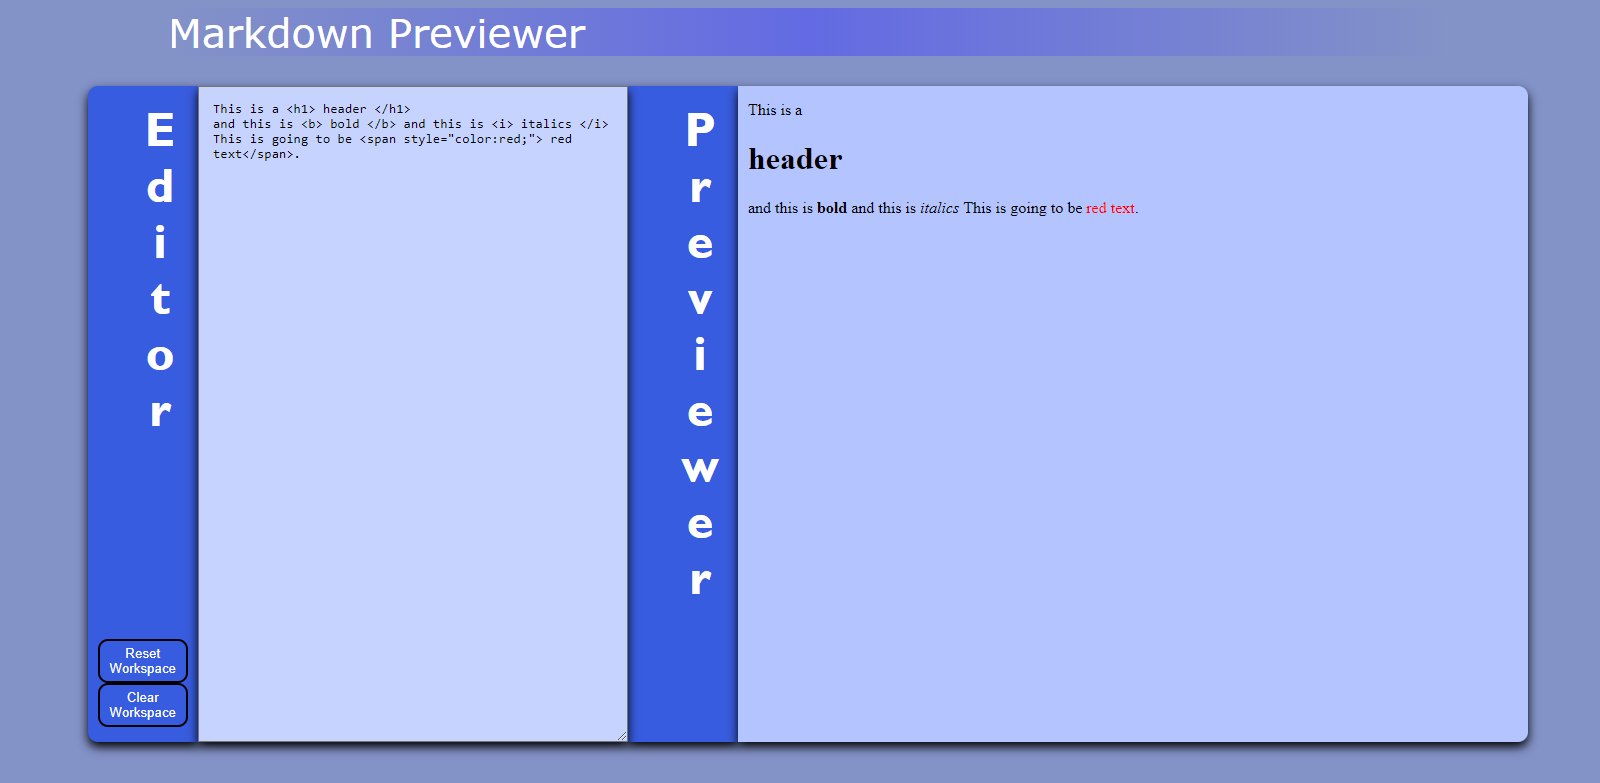 Markdown Previewer
Editor
This is a <h1> header </h1>
and this is <b> bold </b> and this is <i> italics </i>
This is going to be <span style="color:red;"> red
text</span>.
Reset
Workspace
Clear
Workspace
Previewer
This is a
header
and this is bold and this is italics This is going to be red text.